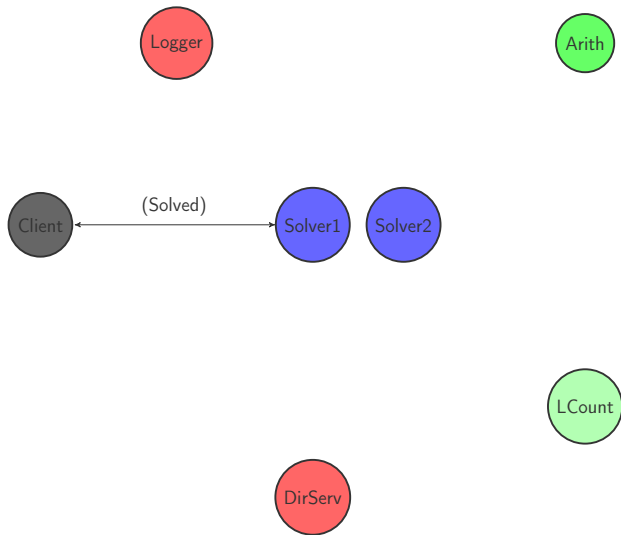 Logger
Arith
(Solved)
Client
Solver1
Solver2
LCount
DirServ